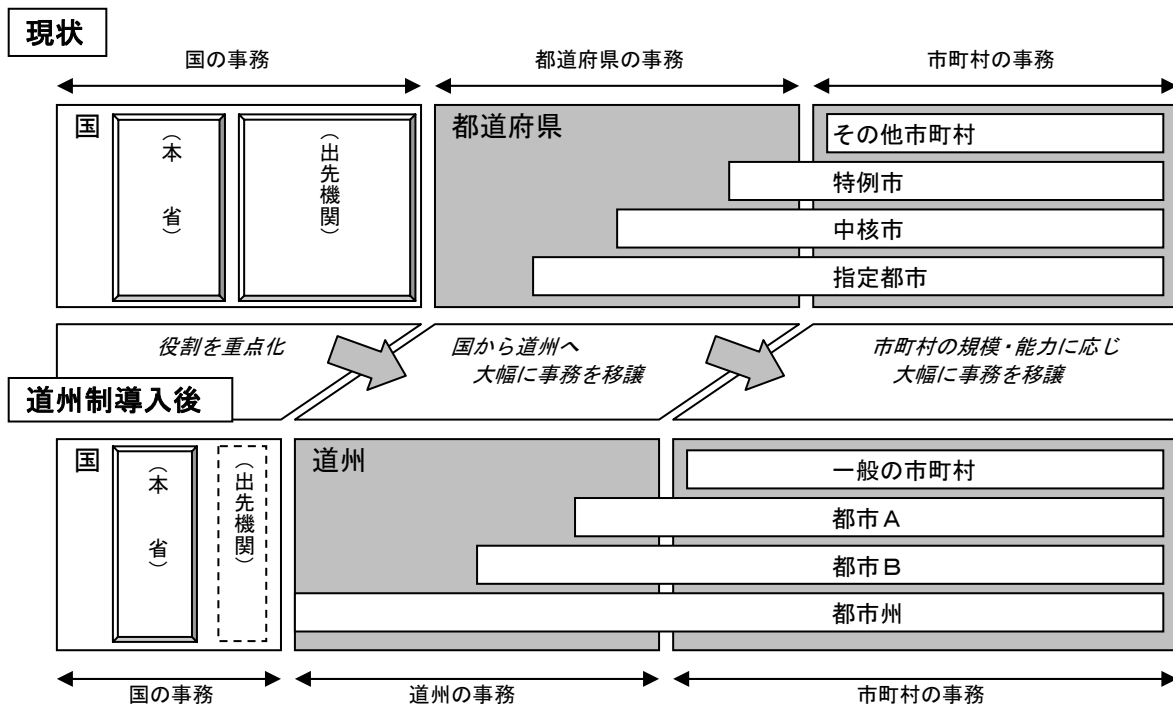 現状
国の事務
都道府県の事務
市町村の事務
国
(本 省)
(出先機関)
都道府県
その他市町村
特例市
中核市
指定都市
役割を重点化
国から道州へ
大幅に事務を移譲
市町村の規模・能力に応じ
大幅に事務を移譲
道州制導入後
国
(本 省)
(出先機関)
道州
一般の市町村
都市A
都市B
都市州
国の事務
道州の事務
市町村の事務